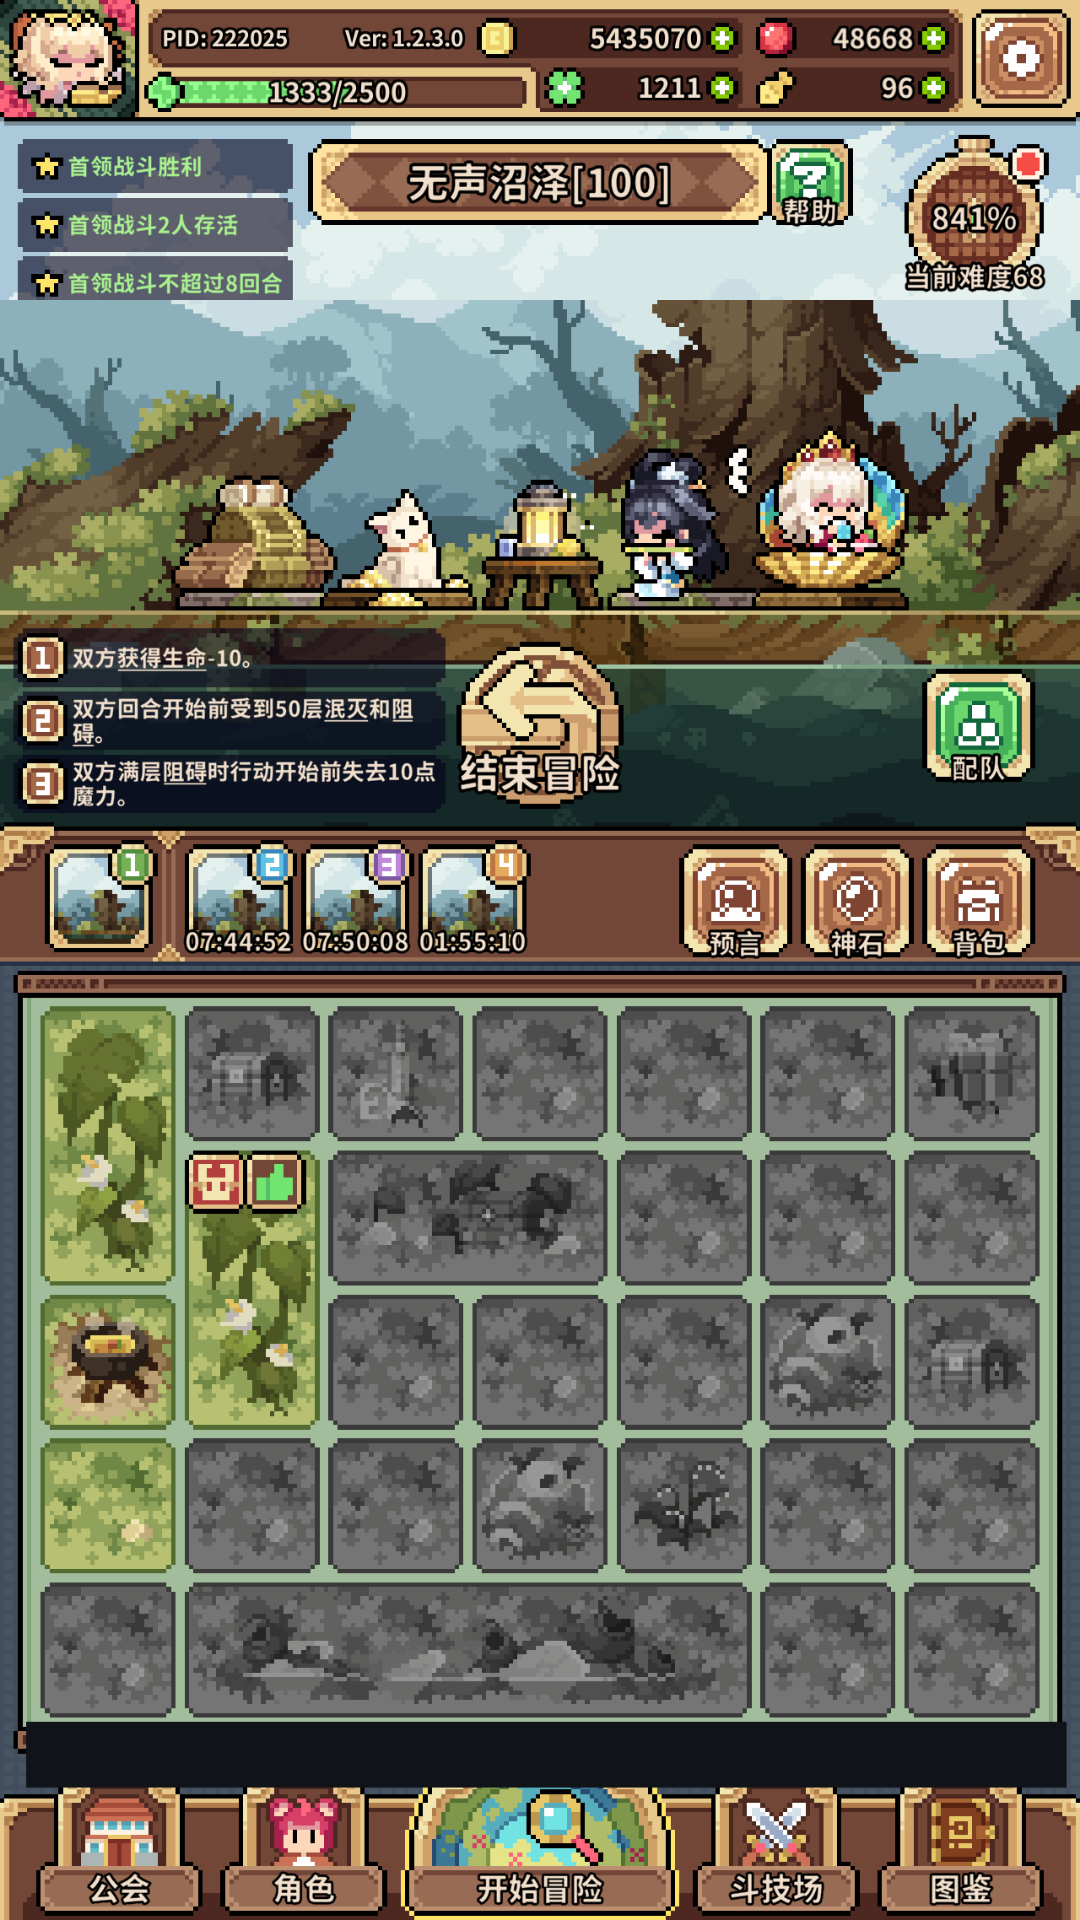 PID: 222025
Ver: 1.2.3.0
5435070
48668
1333/2500
1211
96
首领战斗胜利
首领战斗2人存活
首领战斗不超过8回合
无声沼泽[100]
帮助
841%
当前难度68
1 双方获得生命-10。
2 双方回合开始前受到50层泯灭和阻
碍。
3 双方满层阻碍时行动开始前失去10点
魔力。
结束冒险
配队
1
2
3
4
07:44:52
07:50:08
01:55:10
预言
神石
背包
公会
角色
开始冒险
斗技场
图鉴